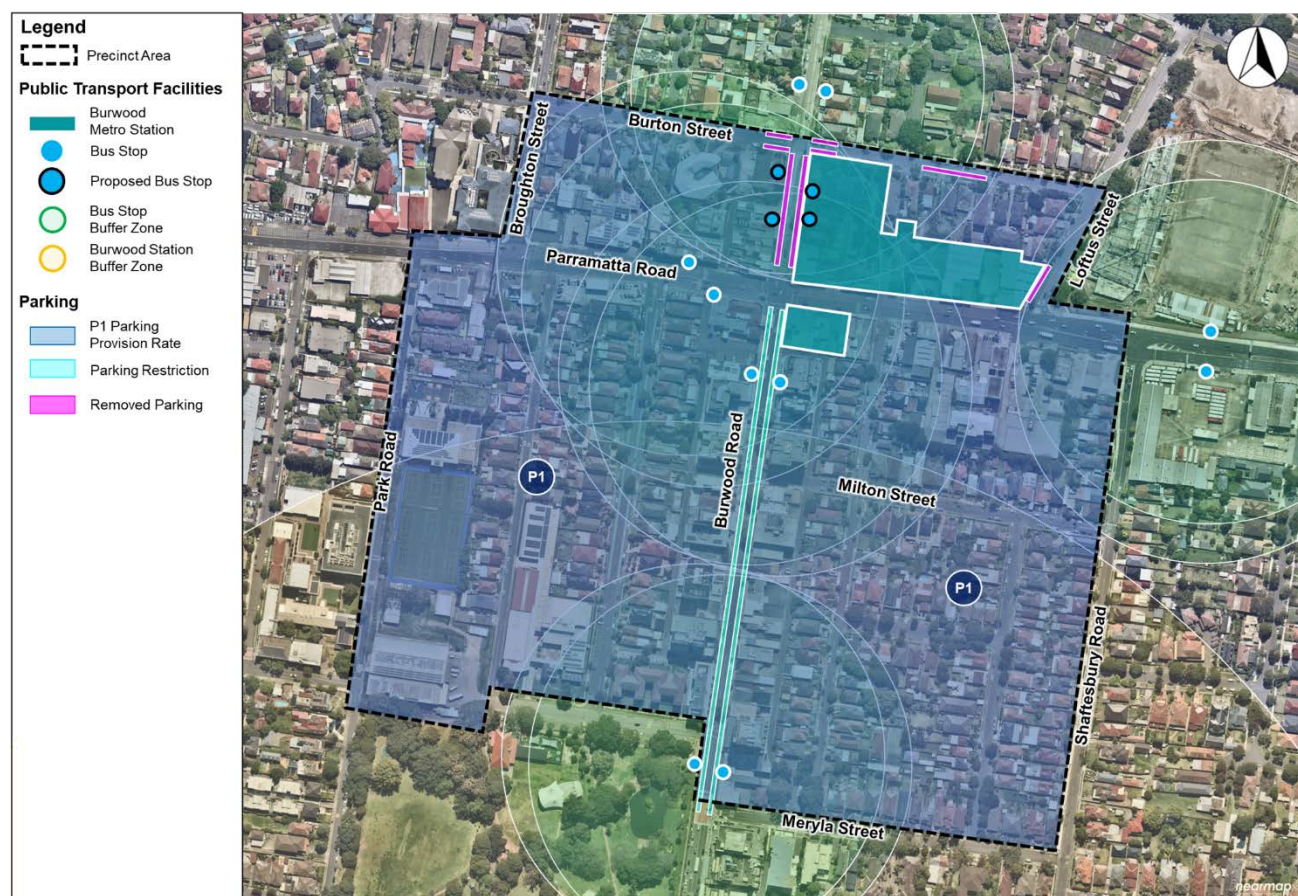 Legend
Precinct Area
Public Transport Facilities
Burwood
Metro Station
Bus Stop
Proposed Bus Stop
Bus Stop
Buffer Zone
Burwood Station
Buffer Zone
Parking
P1 Parking
Provision Rate
Parking Restriction
Removed Parking
Burton Street
Broughton Street
Loftus Street
Parramatta Road
Park Road
Burwood Road
Milton Street
P1
P1
Shaftesbury Road
Meryla Street
nearmap